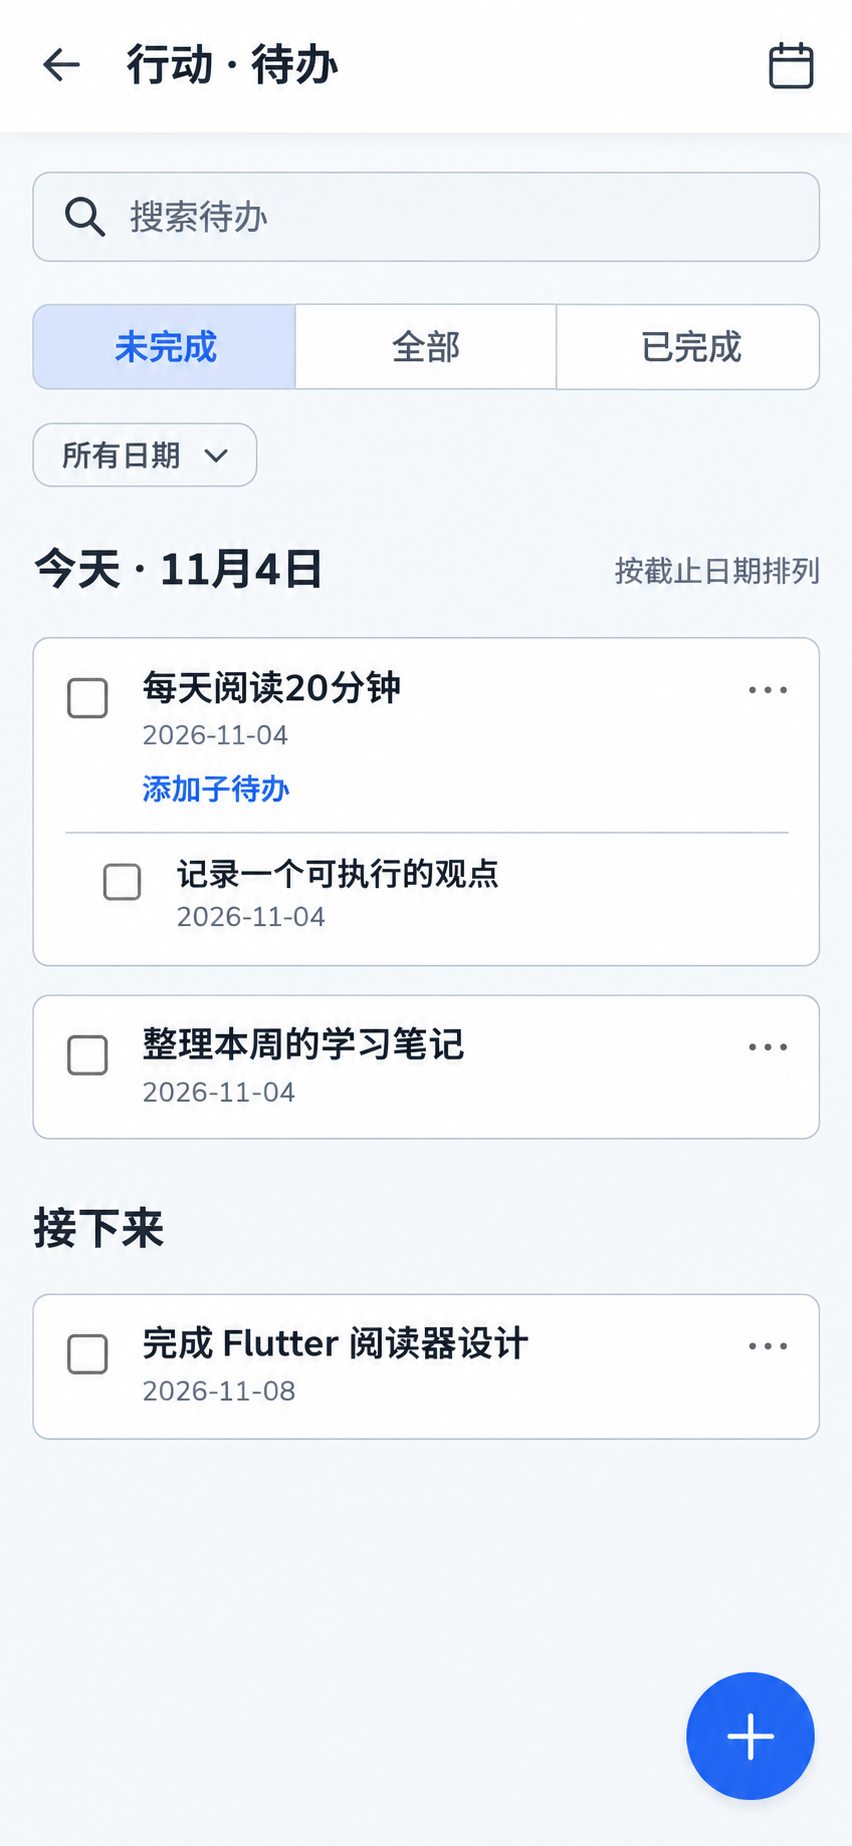 行动 · 待办
搜索待办
未完成
全部
已完成
所有日期
今天 · 11月4日
按截止日期排列
每天阅读20分钟
2026-11-04
添加子待办
记录一个可执行的观点
2026-11-04
整理本周的学习笔记
2026-11-04
接下来
完成 Flutter 阅读器设计
2026-11-08